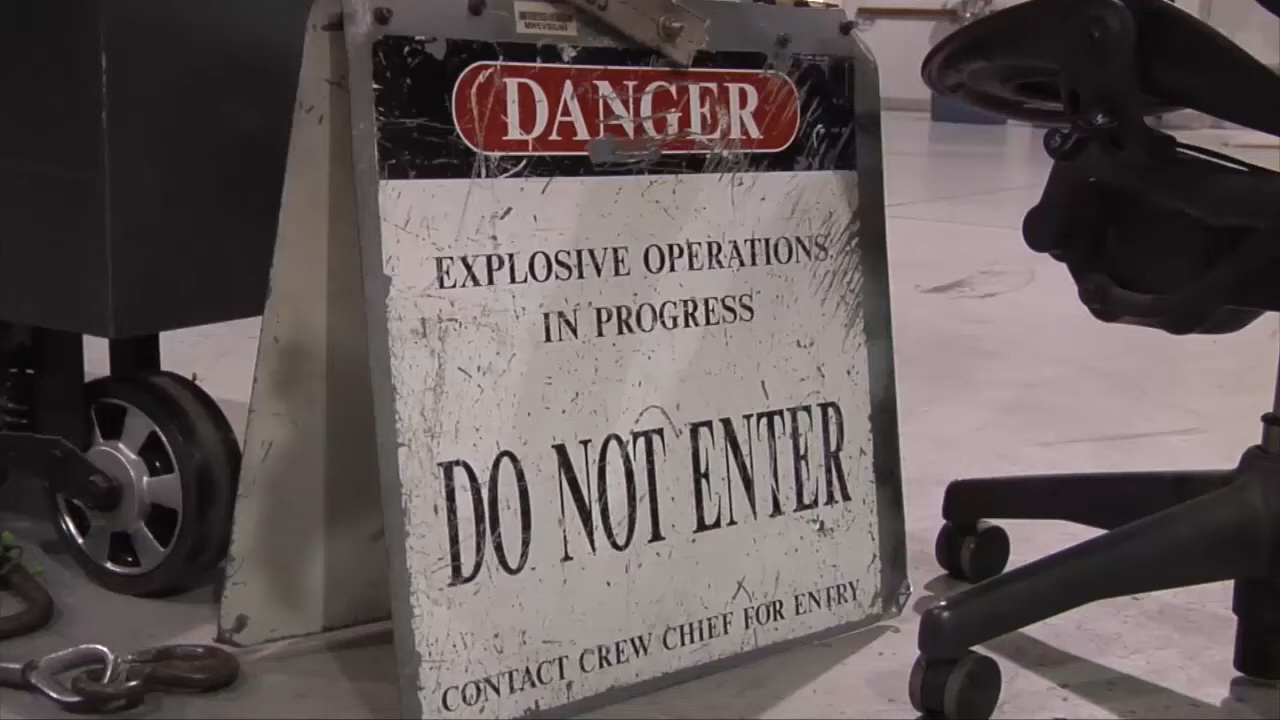 DANGER
EXPLOSIVE OPERATIONS
IN PROGRESS
DO NOT ENTER
CONTACT CREW CHIEF FOR ENTRY